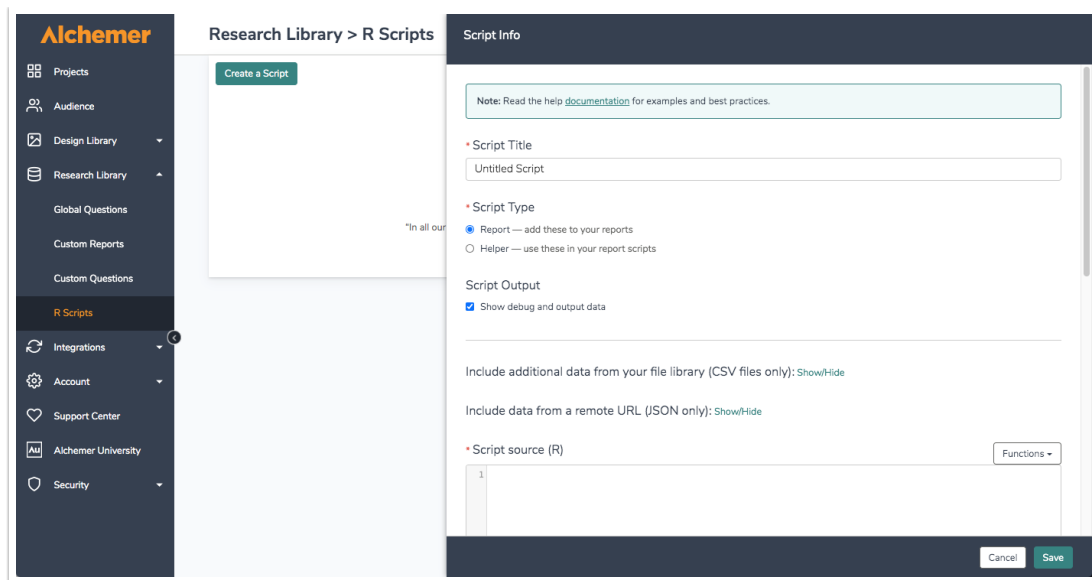 Alchemer
Projects
Audience
Design Library
Research Library
Global Questions
Custom Reports
Custom Questions
R Scripts
Integrations
Account
Support Center
Au Alchemer University
Security
Research Library > R Scripts
Create a Script
"In all our
Script Info
Note: Read the help documentation for examples and best practices.
* Script Title
Untitled Script
* Script Type
Report — add these to your reports
Helper — use these in your report scripts
Script Output
Show debug and output data
Include additional data from your file library (CSV files only): Show/Hide
Include data from a remote URL (JSON only): Show/Hide
* Script source (R)
Functions
1
Cancel
Save